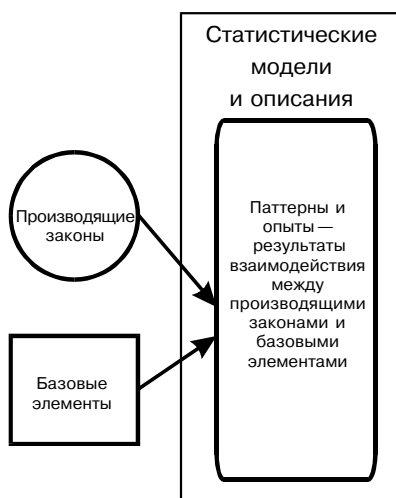 Статистические
модели
и описания
Производящие
законы
Базовые
элементы
Паттерны и
опыты —
результаты
взаимодействия
между
производящими
законами и
базовыми
элементами